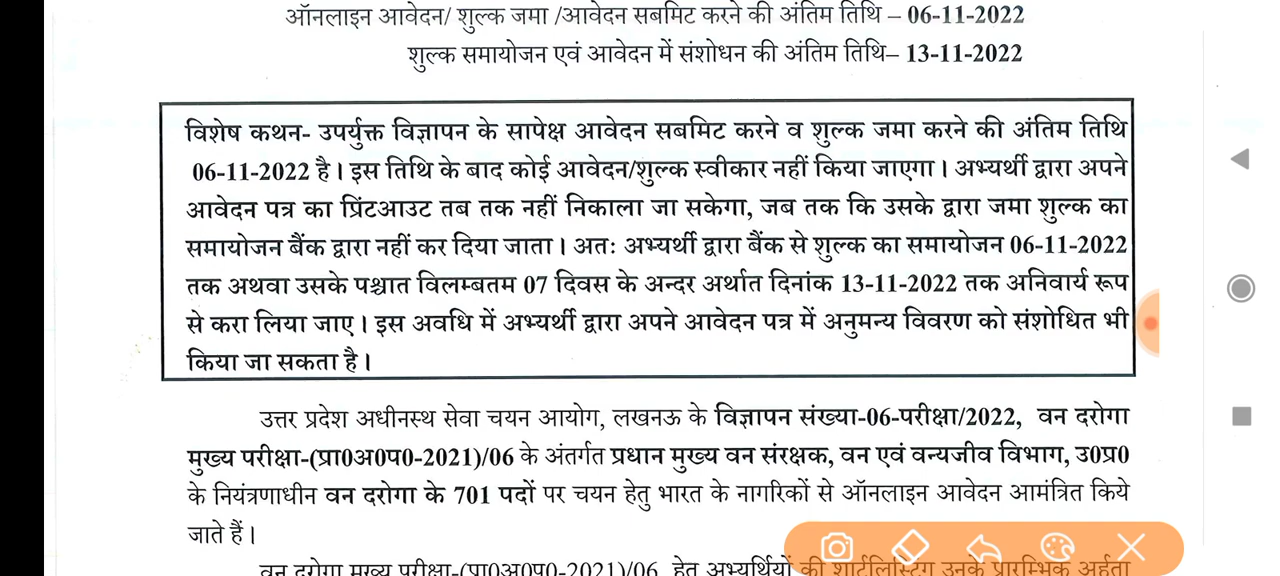 ऑनलाइन आवेदन/ शुल्क जमा /आवेदन सबमिट करने की अंतिम तिथि – 06-11-2022
शुल्क समायोजन एवं आवेदन में संशोधन की अंतिम तिथि– 13-11-2022
विशेष कथन- उपर्युक्त विज्ञापन के सापेक्ष आवेदन सबमिट करने व शुल्क जमा करने की अंतिम तिथि
06-11-2022 है। इस तिथि के बाद कोई आवेदन/शुल्क स्वीकार नहीं किया जाएगा। अभ्यर्थी द्वारा अपने
आवेदन पत्र का प्रिंटआउट तब तक नहीं निकाला जा सकेगा, जब तक कि उसके द्वारा जमा शुल्क का
समायोजन बैंक द्वारा नहीं कर दिया जाता। अतः अभ्यर्थी द्वारा बैंक से शुल्क का समायोजन 06-11-2022
तक अथवा उसके पश्चात विलम्बतम 07 दिवस के अन्दर अर्थात दिनांक 13-11-2022 तक अनिवार्य रूप
से करा लिया जाए। इस अवधि में अभ्यर्थी द्वारा अपने आवेदन पत्र में अनुमन्य विवरण को संशोधित भी
किया जा सकता है।
उत्तर प्रदेश अधीनस्थ सेवा चयन आयोग, लखनऊ के विज्ञापन संख्या-06-परीक्षा/2022, वन दरोगा
मुख्य परीक्षा-(प्रा0अ0प0-2021)/06 के अंतर्गत प्रधान मुख्य वन संरक्षक, वन एवं वन्यजीव विभाग, उ0प्र0
के नियंत्रणाधीन वन दरोगा के 701 पदों पर चयन हेतु भारत के नागरिकों से ऑनलाइन आवेदन आमंत्रित किये
जाते हैं।
वन दरोगा मुख्य परीक्षा-(प्रा0अ0प0-2021)/06 हेतु अभ्यर्थियों की शार्टलिस्टिंग उनके प्रारम्भिक अर्हता